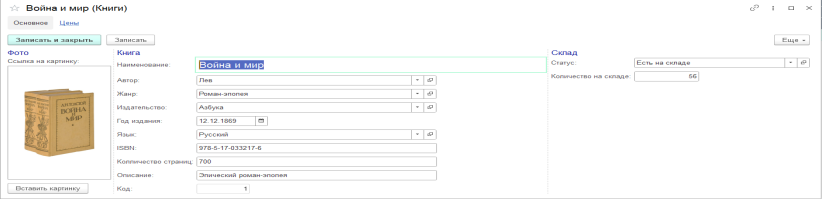 Война и мир (Книги)
Основное Цены
Записать и закрыть Записать Еще
Фото
Ссылка на картинку:
ВОЙНА
и
МИР
Вставить картинку
Книга
Наименование: Война и мир
Автор: Лев
Жанр: Роман-эпопея
Издательство: Азбука
Год издания: 12.12.1869
Язык: Русский
ISBN: 978-5-17-033217-6
Колличество страниц: 700
Описание: Эпический роман-эпопея
Код: 1
Склад
Статус: Есть на складе
Количество на складе: 56